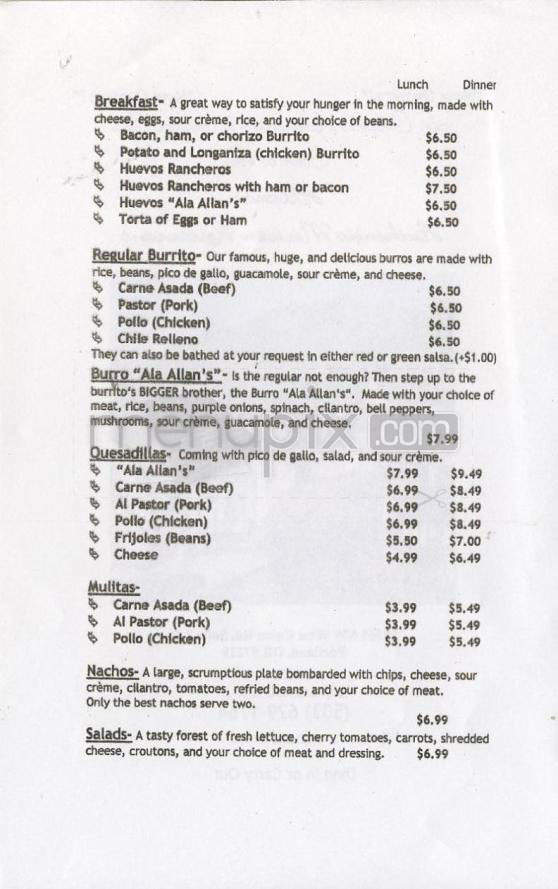 Lunch Dinner
Breakfast- A great way to satisfy your hunger in the morning, made with
cheese, eggs, sour crème, rice, and your choice of beans.
Bacon, ham, or chorizo Burrito $6.50
Potato and Longaniza (chicken) Burrito $6.50
Huevos Rancheros $6.50
Huevos Rancheros with ham or bacon $7.50
Huevos "Ala Allan's" $6.50
Torta of Eggs or Ham $6.50
Regular Burrito- Our famous, huge, and delicious burros are made with
rice, beans, pico de gallo, guacamole, sour crème, and cheese.
Carne Asada (Beef) $6.50
Pastor (Pork) $6.50
Pollo (Chicken) $6.50
Chile Relleno $6.50
They can also be bathed at your request in either red or green salsa.(+$1.00)
Burro "Ala Allan's"- Is the regular not enough? Then step up to the
burrito's BIGGER brother, the Burro "Ala Allan's". Made with your choice of
meat, rice, beans, purple onions, spinach, cilantro, bell peppers,
mushrooms, sour crème, guacamole, and cheese.
menupix.com
$7.99
Quesadillas- Coming with pico de gallo, salad, and sour crème.
"Ala Allan's" $7.99 $9.49
Carne Asada (Beef) $6.99 $8.49
Al Pastor (Pork) $6.99 $8.49
Pollo (Chicken) $6.99 $8.49
Frijoles (Beans) $5.50 $7.00
Cheese $4.99 $6.49
Mulitas-
Carne Asada (Beef) $3.99 $5.49
Al Pastor (Pork) $3.99 $5.49
Pollo (Chicken) $3.99 $5.49
Nachos- A large, scrumptious plate bombarded with chips, cheese, sour
crème, cilantro, tomatoes, refried beans, and your choice of meat.
Only the best nachos serve two.
$6.99
Salads- A tasty forest of fresh lettuce, cherry tomatoes, carrots, shredded
cheese, croutons, and your choice of meat and dressing. $6.99